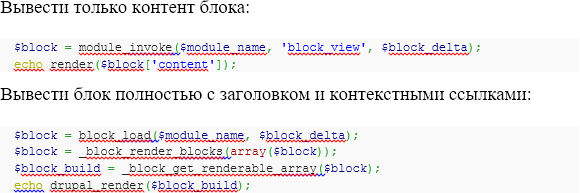 Вывести только контент блока:
$block = module_invoke($module_name, 'block_view', $block_delta);
echo render($block['content']);
Вывести блок полностью с заголовком и контекстными ссылками:
$block = block_load($module_name, $block_delta);
$block = _block_render_blocks(array($block));
$block_build = _block_get_renderable_array($block);
echo drupal_render($block_build);